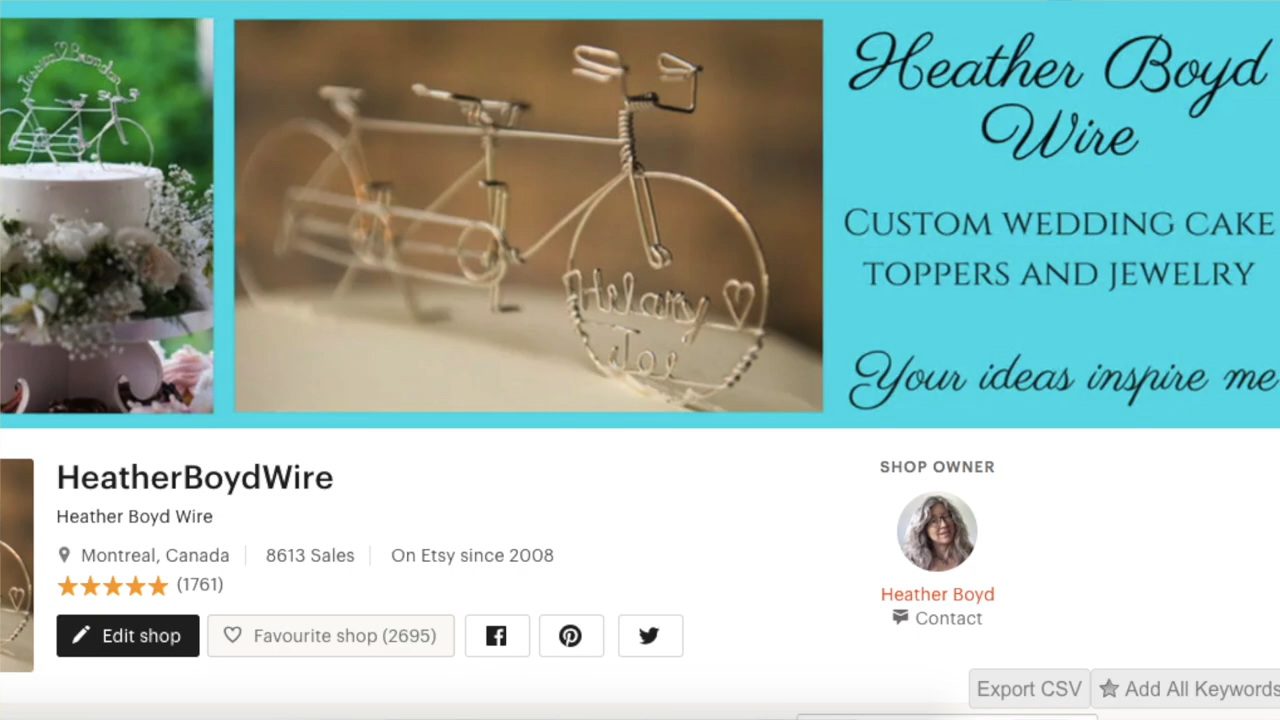 Jessica Brandon
Heather Boyd
Wire
CUSTOM WEDDING CAKE
TOPPERS AND JEWELRY
Your ideas inspire me
Hilary
Joe
HeatherBoydWire
Heather Boyd Wire
Montreal, Canada
8613 Sales
On Etsy since 2008
(1761)
Edit shop
Favourite shop (2695)
SHOP OWNER
Heather Boyd
Contact
Export CSV
Add All Keywords